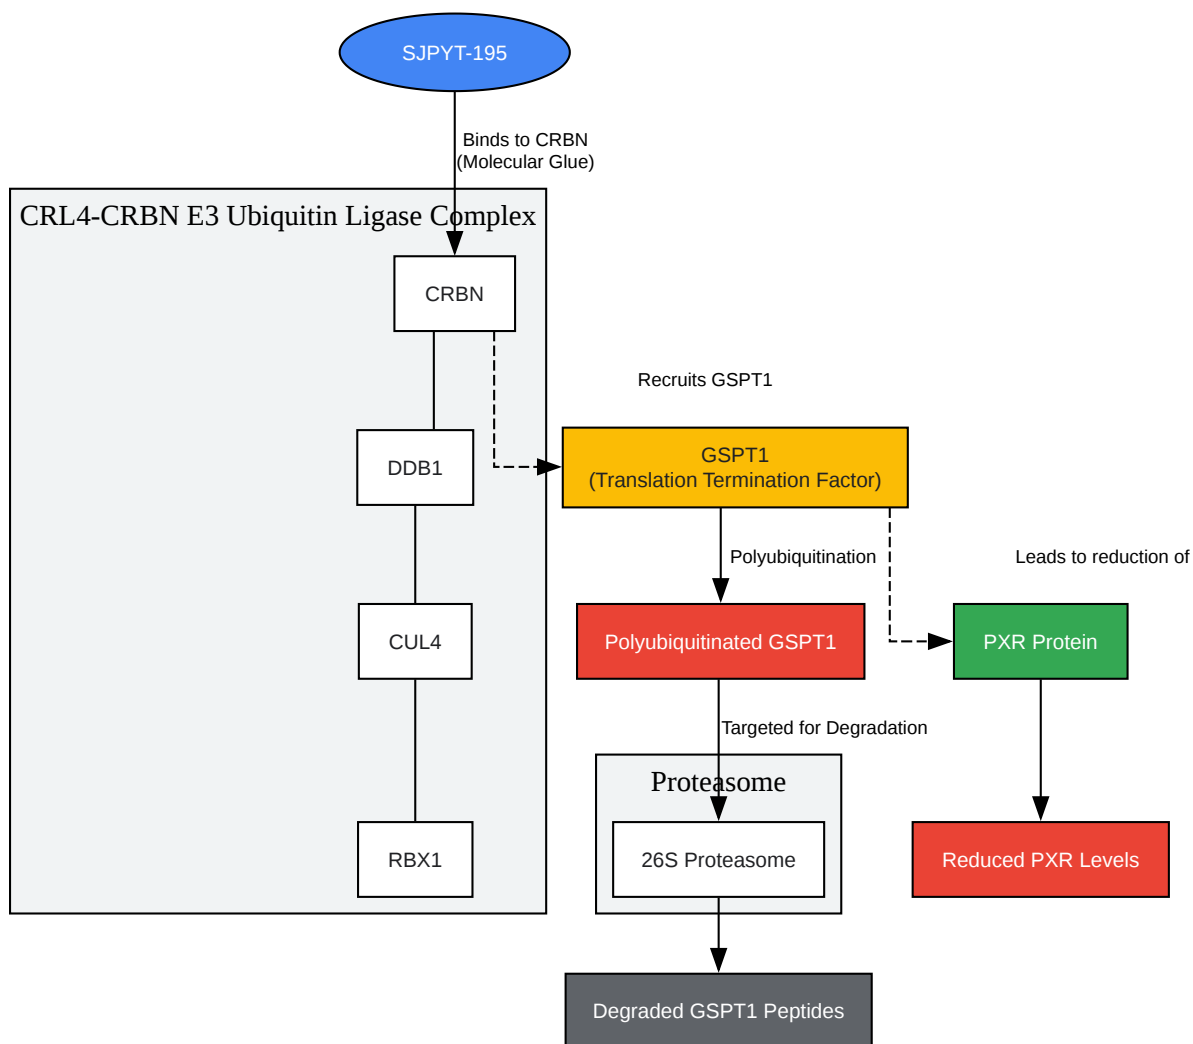 SJPYT-195
Binds to CRBN
(Molecular Glue)
CRL4-CRBN E3 Ubiquitin Ligase Complex
CRBN
Recruits GSPT1
DDB1
GSPT1
(Translation Termination Factor)
Polyubiquitination
Leads to reduction of
CUL4
Polyubiquitinated GSPT1
PXR Protein
Targeted for Degradation
Proteasome
RBX1
26S Proteasome
Reduced PXR Levels
Degraded GSPT1 Peptides